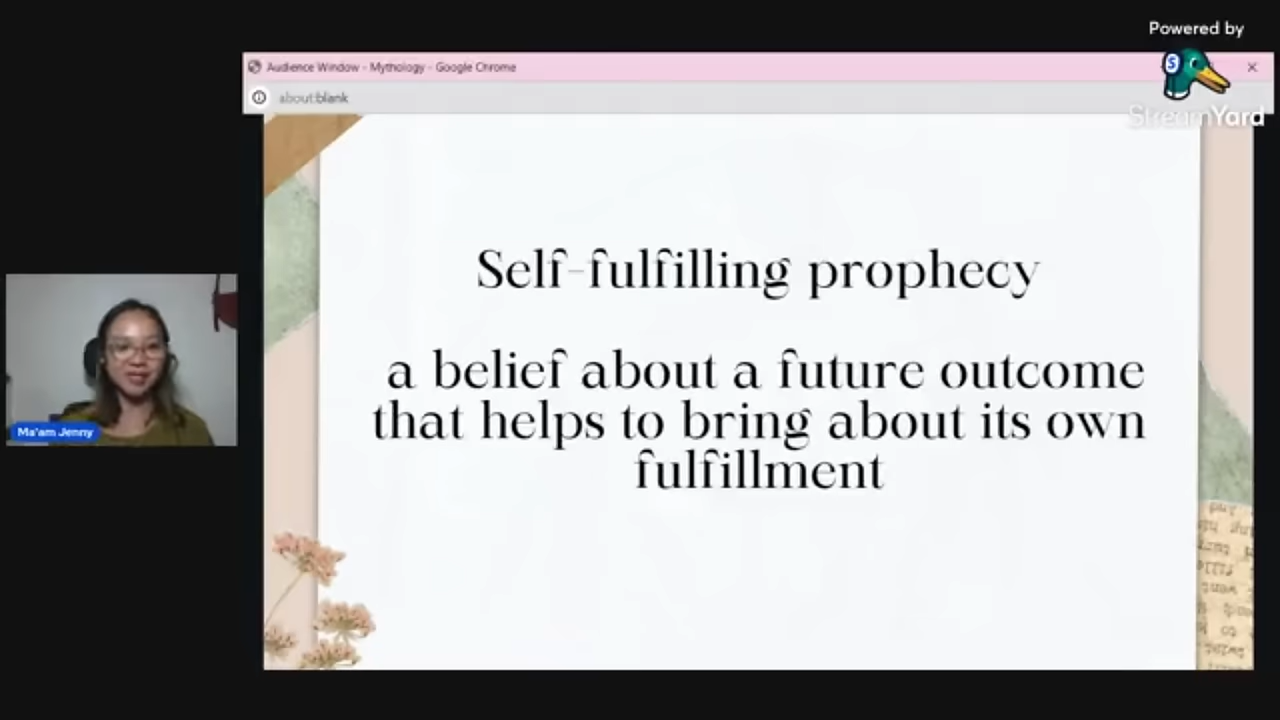 Powered by
StreamYard
Audience Window - Mythology - Google Chrome
about:blank
Self-fulfilling prophecy
a belief about a future outcome
that helps to bring about its own
fulfillment
Ma'am Jenny